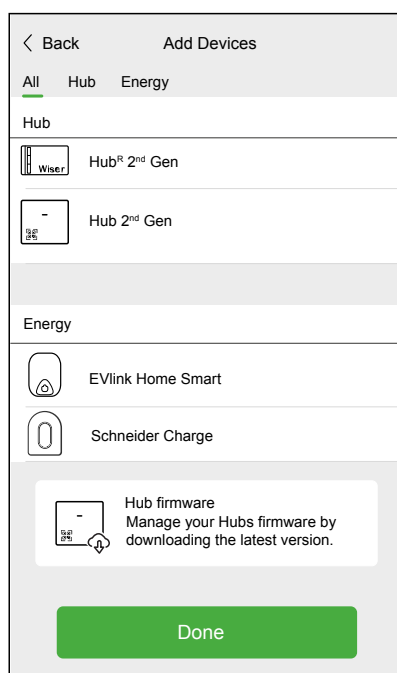 Back Add Devices
All Hub Energy
Hub
Wiser Hubᴿ 2ⁿᵈ Gen
Hub 2ⁿᵈ Gen
Energy
EVlink Home Smart
Schneider Charge
Hub firmware
Manage your Hubs firmware by
downloading the latest version.
Done